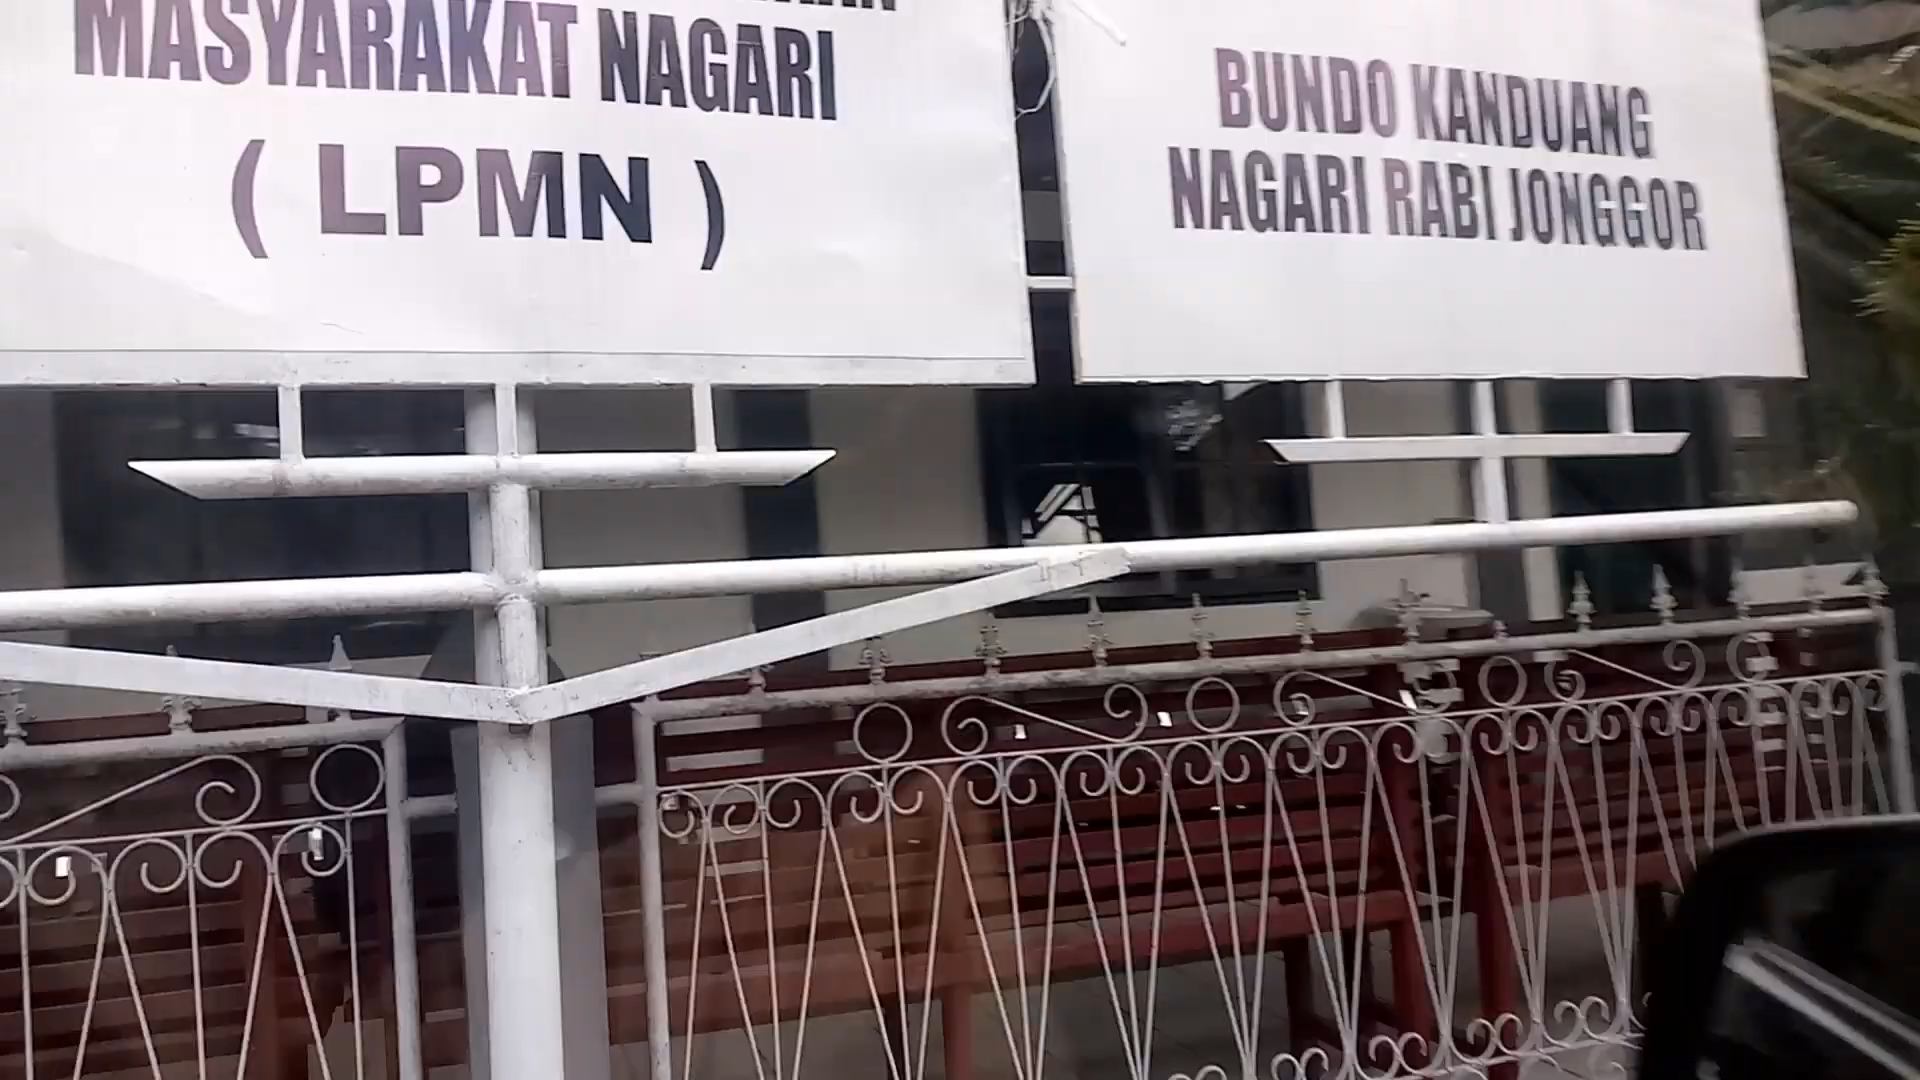 MASYARAKAT NAGARI
( LPMN )
BUNDO KANDUANG
NAGARI RABI JONGGOR